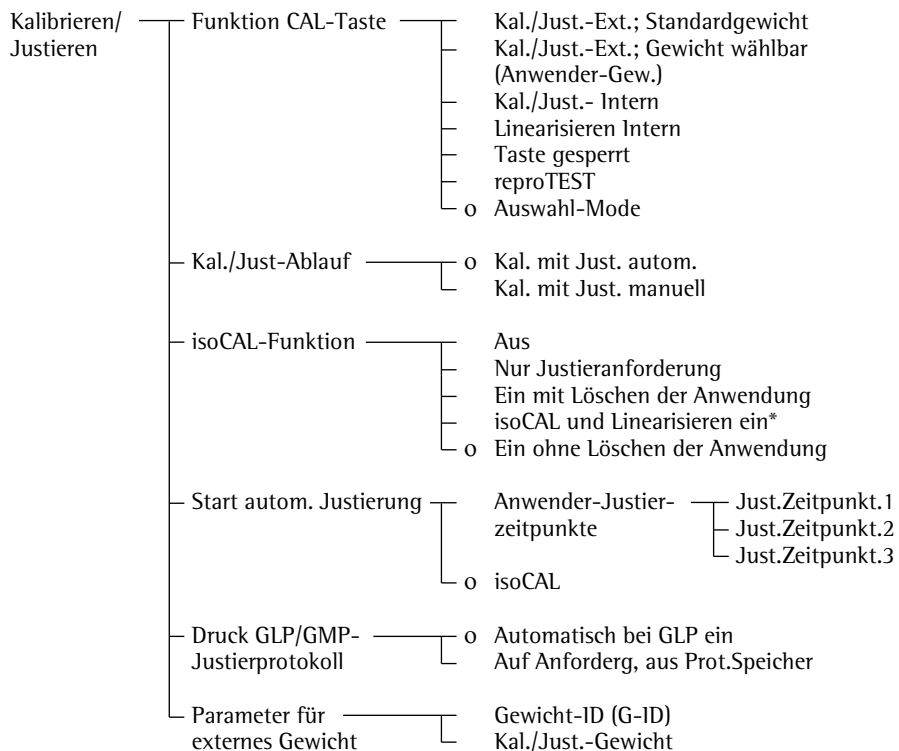 Kalibrieren/
Justieren
Funktion CAL-Taste
Kal./Just.-Ext.; Standardgewicht
Kal./Just.-Ext.; Gewicht wählbar
(Anwender-Gew.)
Kal./Just.- Intern
Linearisieren Intern
Taste gesperrt
reproTEST
o Auswahl-Mode
Kal./Just-Ablauf
o Kal. mit Just. autom.
Kal. mit Just. manuell
isoCAL-Funktion
Aus
Nur Justieranforderung
Ein mit Löschen der Anwendung
isoCAL und Linearisieren ein*
o Ein ohne Löschen der Anwendung
Start autom. Justierung
Anwender-Justier-
zeitpunkte
Just.Zeitpunkt.1
Just.Zeitpunkt.2
Just.Zeitpunkt.3
o isoCAL
Druck GLP/GMP-
Justierprotokoll
o Automatisch bei GLP ein
Auf Anforderg, aus Prot.Speicher
Parameter für
externes Gewicht
Gewicht-ID (G-ID)
Kal./Just.-Gewicht